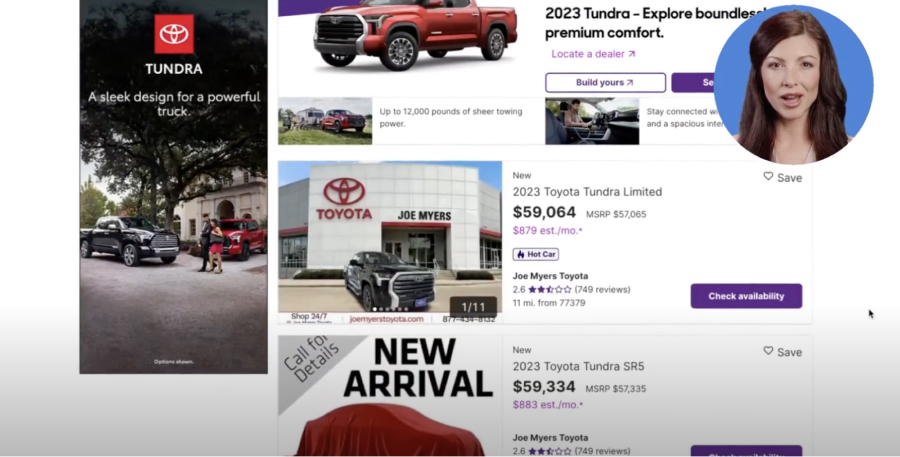 TUNDRA
A sleek design for a powerful
truck.
Options shown.
2023 Tundra – Explore boundless
premium comfort.
Locate a dealer
Build yours
Up to 12,000 pounds of sheer towing
power.
Stay connected
and a spacious
TOYOTA
JOE MYERS
1/11
Shop 24/7
joemyerstoyota.com
877-434-8132
New
Save
2023 Toyota Tundra Limited
$59,064 MSRP $57,065
$879 est./mo.*
Hot Car
Joe Myers Toyota
2.6 (749 reviews)
11 mi. from 77379
Check availability
Call for
Details
NEW
ARRIVAL
New
Save
2023 Toyota Tundra SR5
$59,334 MSRP $57,335
$883 est./mo.*
Joe Myers Toyota
2.6 (749 reviews)
Check availability